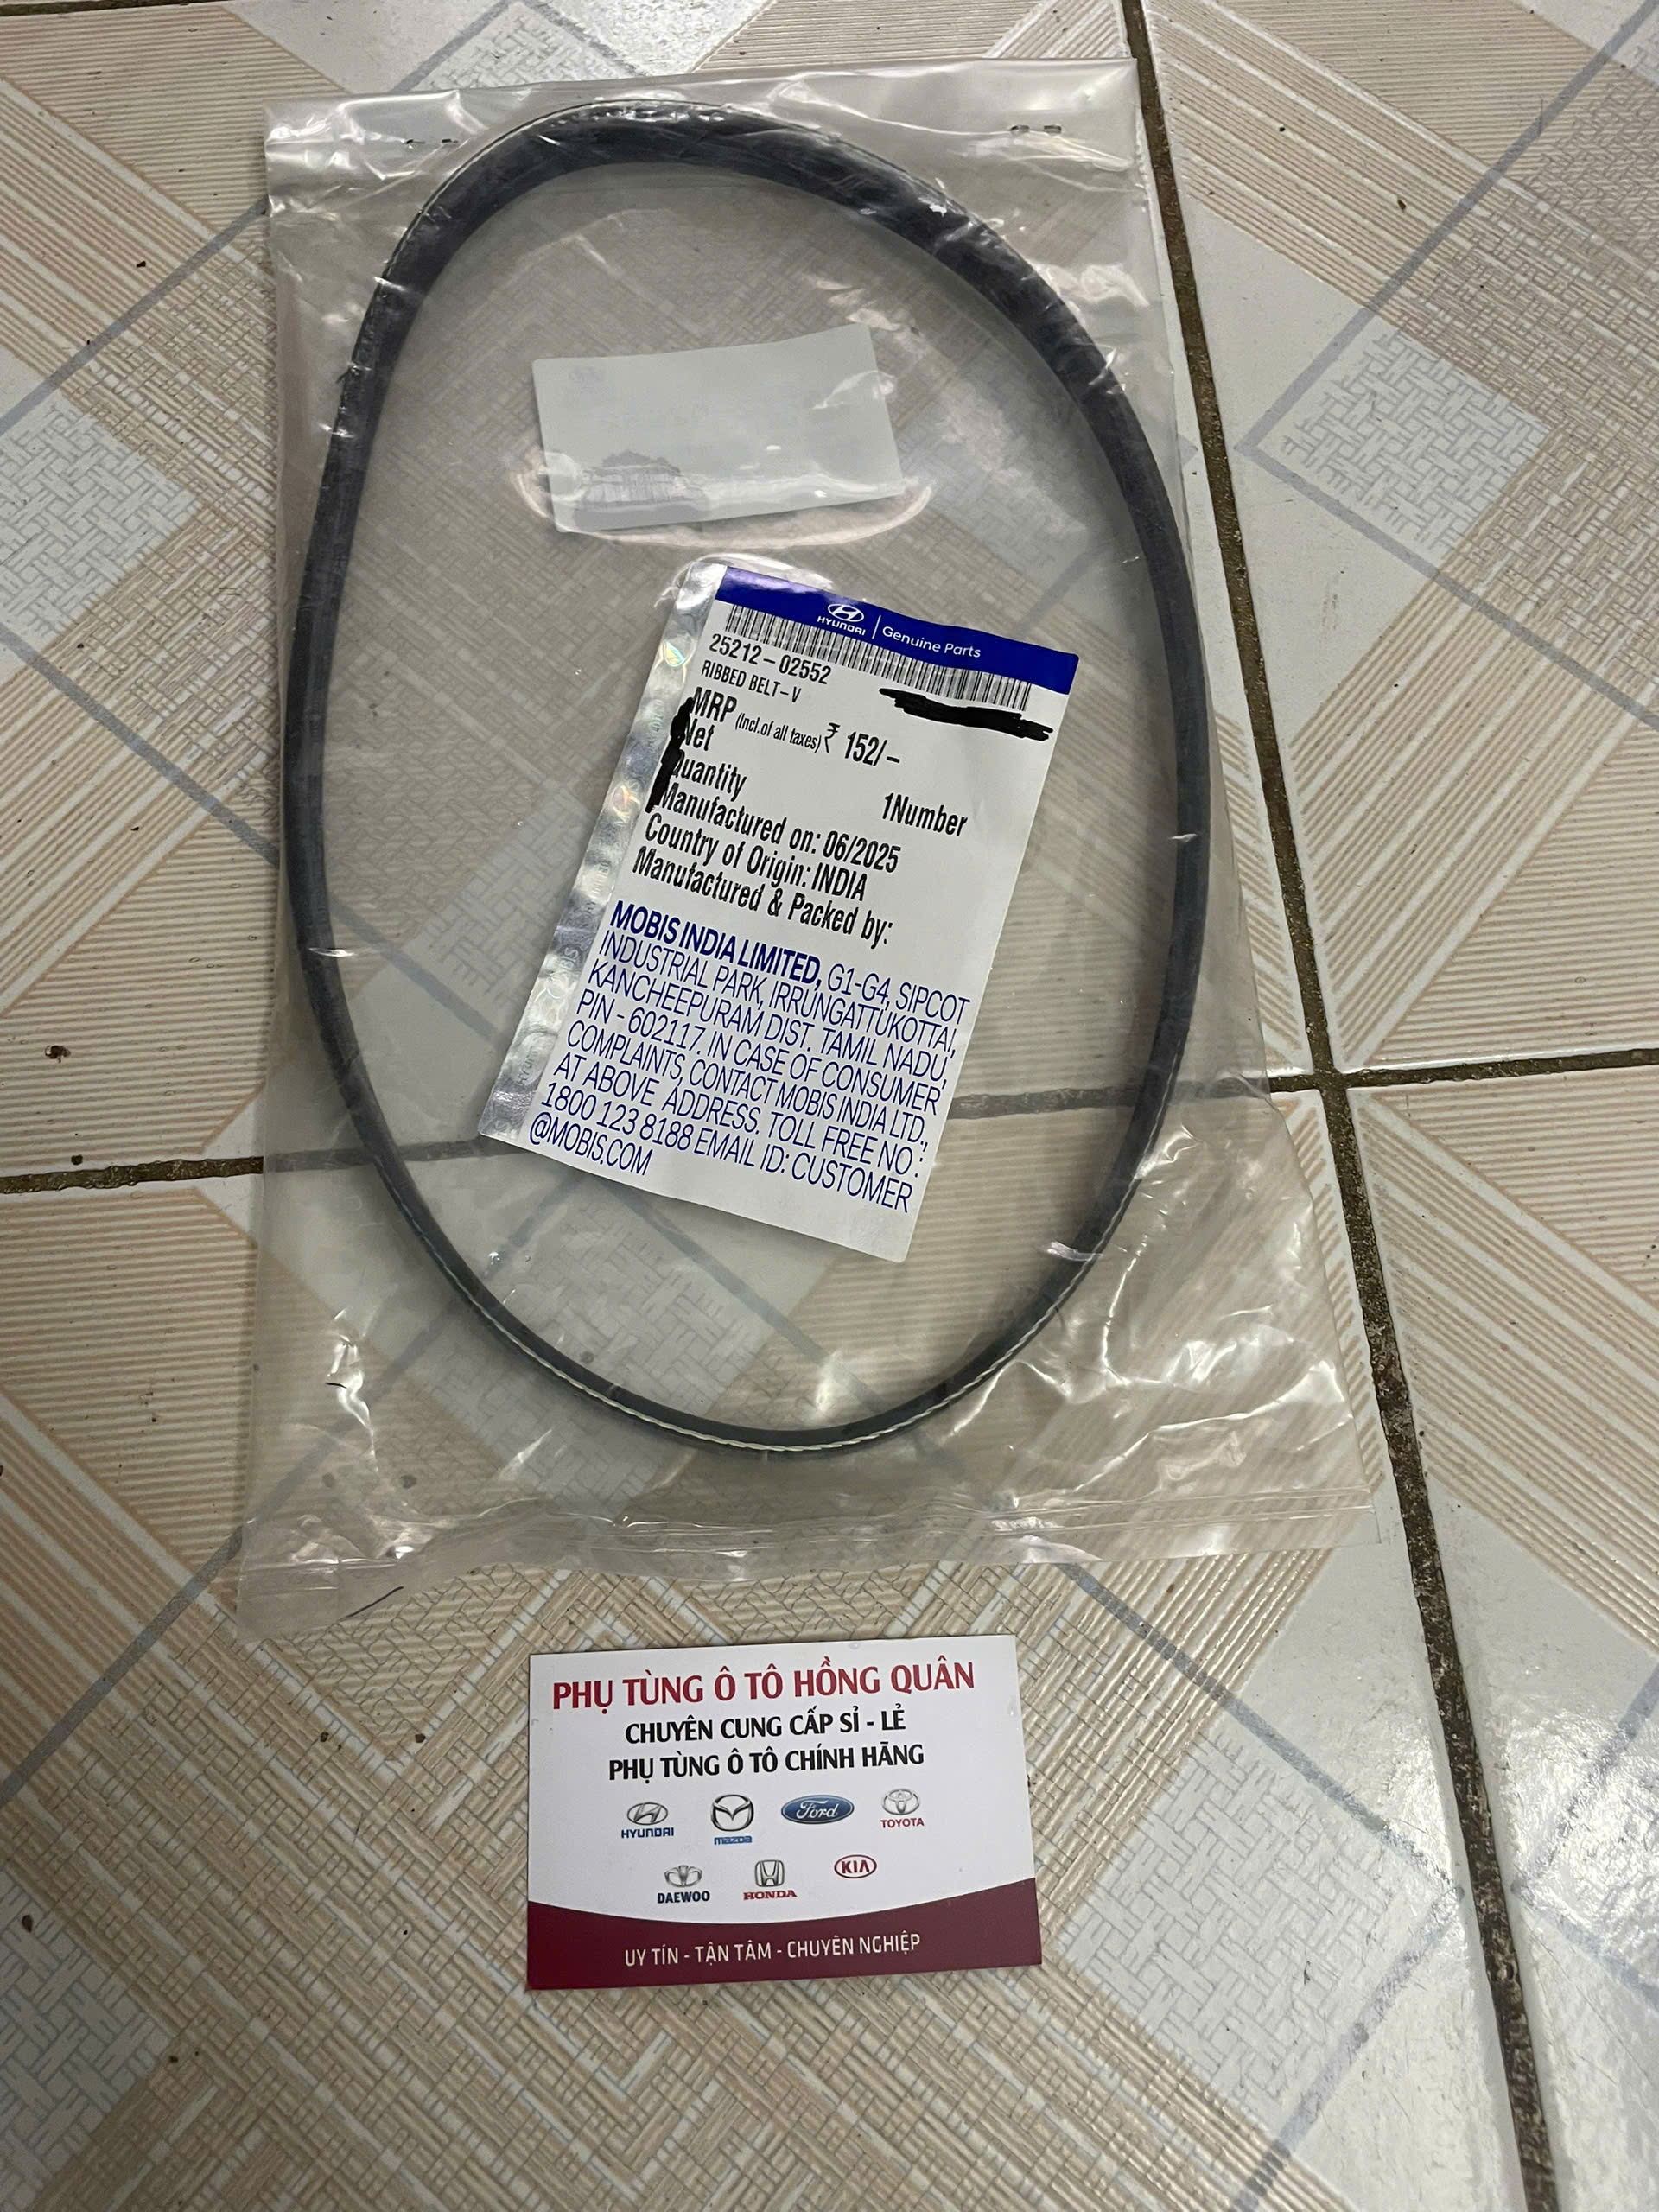 HYUNDAI | Genuine Parts
25212-02552
RIBBED BELT-V
MRP (Incl.of all taxes) ₹ 152/-
Net
Quantity 1Number
Manufactured on: 06/2025
Country of Origin: INDIA
Manufactured & Packed by:
MOBIS INDIA LIMITED, G1-G4, SIPCOT
INDUSTRIAL PARK, IRRUNGATTUKOTTAI,
KANCHEEPURAM DIST. TAMIL NADU,
PIN - 602117. IN CASE OF CONSUMER
COMPLAINTS, CONTACT MOBIS INDIA LTD.,
AT ABOVE ADDRESS. TOLL FREE NO :
1800 123 8188 EMAIL ID: CUSTOMER
@MOBIS.COM
PHỤ TÙNG Ô TÔ HỒNG QUÂN
CHUYÊN CUNG CẤP SỈ - LẺ
PHỤ TÙNG Ô TÔ CHÍNH HÃNG
HYUNDAI mazda Ford TOYOTA
DAEWOO HONDA KIA
UY TÍN - TẬN TÂM - CHUYÊN NGHIỆP